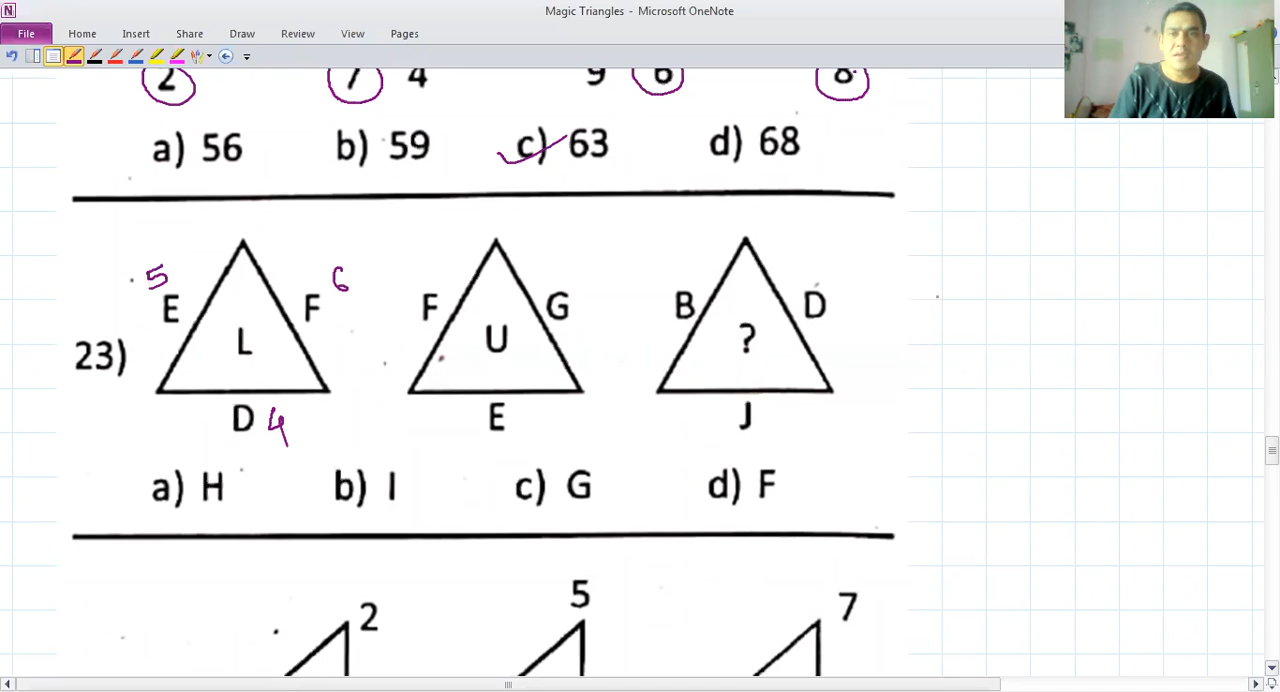 Magic Triangles - Microsoft OneNote
File Home Insert Share Draw Review View Pages
2 7 4 9 6 8
a) 56 b) 59 c) 63 d) 68
5 6
E F F G B D
23) L U ?
D 4 E J
a) H b) I c) G d) F
2 5 7